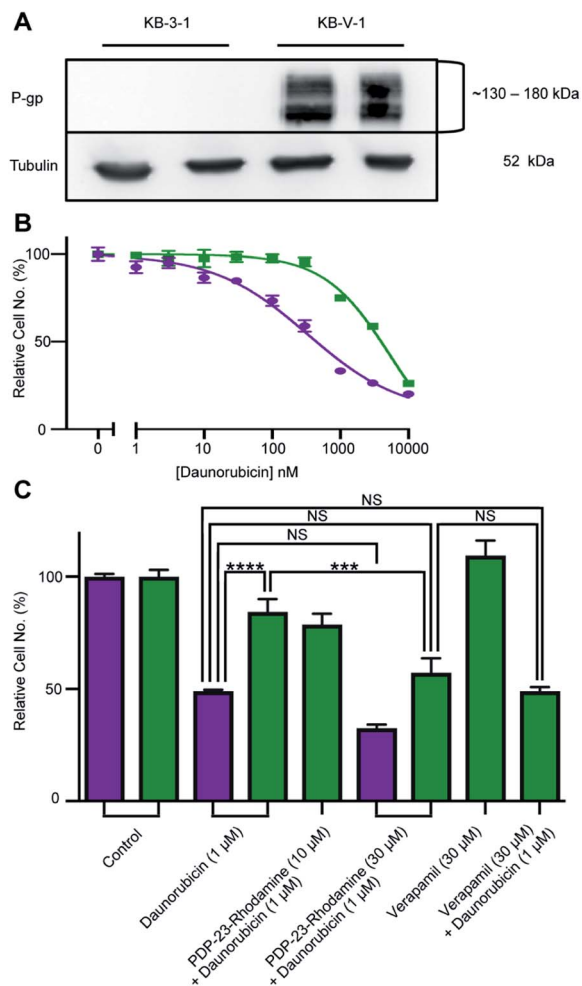 A
KB-3-1
KB-V-1
P-gp
~130 – 180 kDa
Tubulin
52 kDa
B
Relative Cell No. (%)
100
50
0
0
1
10
100
1000
10000
[Daunorubicin] nM
C
NS
NS
NS
NS
****
***
Relative Cell No. (%)
100
50
0
Control
Daunorubicin (1 µM)
PDP-23-Rhodamine (10 µM)
+ Daunorubicin (1 µM)
PDP-23-Rhodamine (30 µM)
+ Daunorubicin (1 µM)
Verapamil (30 µM)
Verapamil (30 µM)
+ Daunorubicin (1 µM)